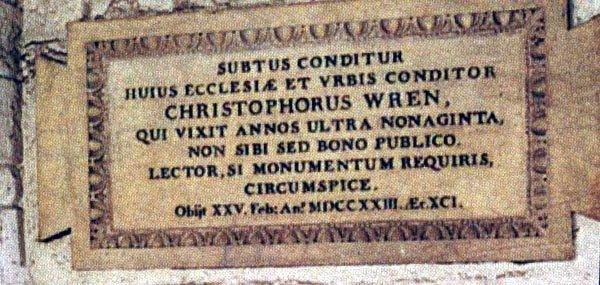 SUBTUS CONDITUR
HUIUS ECCLESIÆ ET VRBIS CONDITOR
CHRISTOPHORUS WREN,
QUI VIXIT ANNOS ULTRA NONAGINTA,
NON SIBI SED BONO PUBLICO.
LECTOR, SI MONUMENTUM REQUIRIS,
CIRCUMSPICE.
Obijt XXV. Feb: Anº. MDCCXXIII. Æt. XCI.